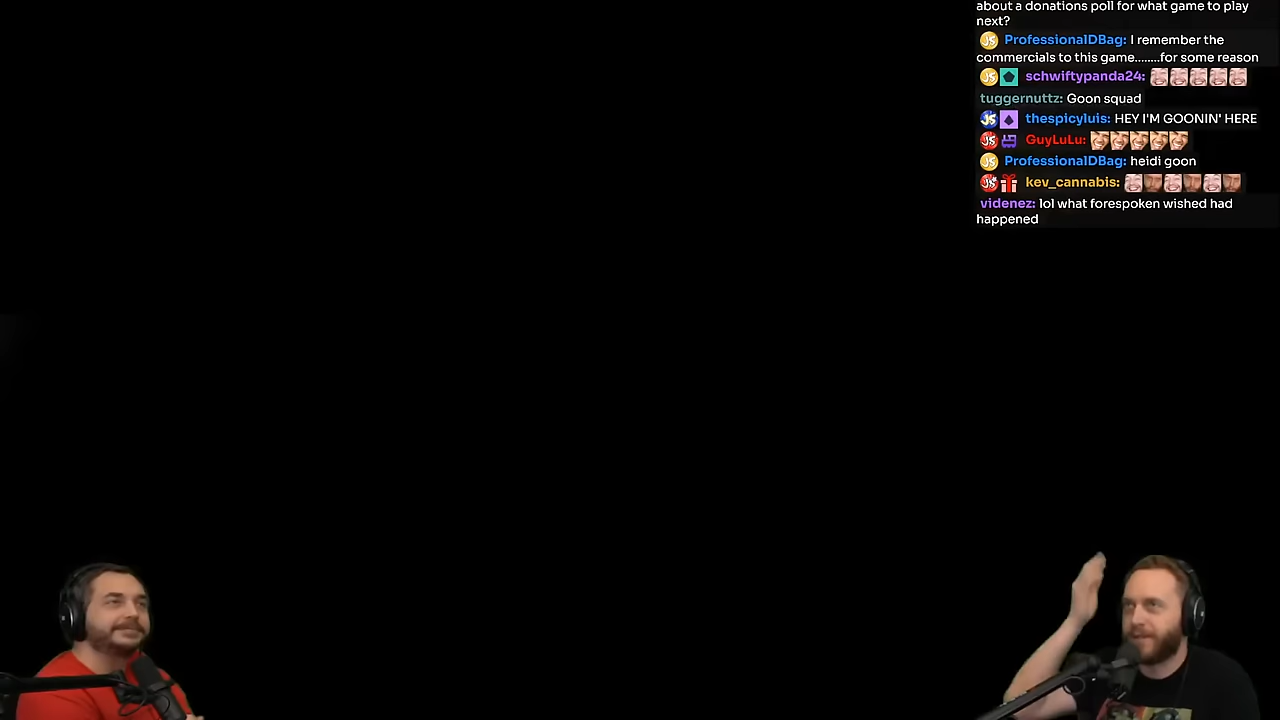 about a donations poll for what game to play
next?
ProfessionalDBag: I remember the
commercials to this game........for some reason
schwiftypanda24:
tuggernuttz: Goon squad
thespicyluis: HEY I'M GOONIN' HERE
GuyLuLu:
ProfessionalDBag: heidi goon
kev_cannabis:
videnez: lol what forespoken wished had
happened